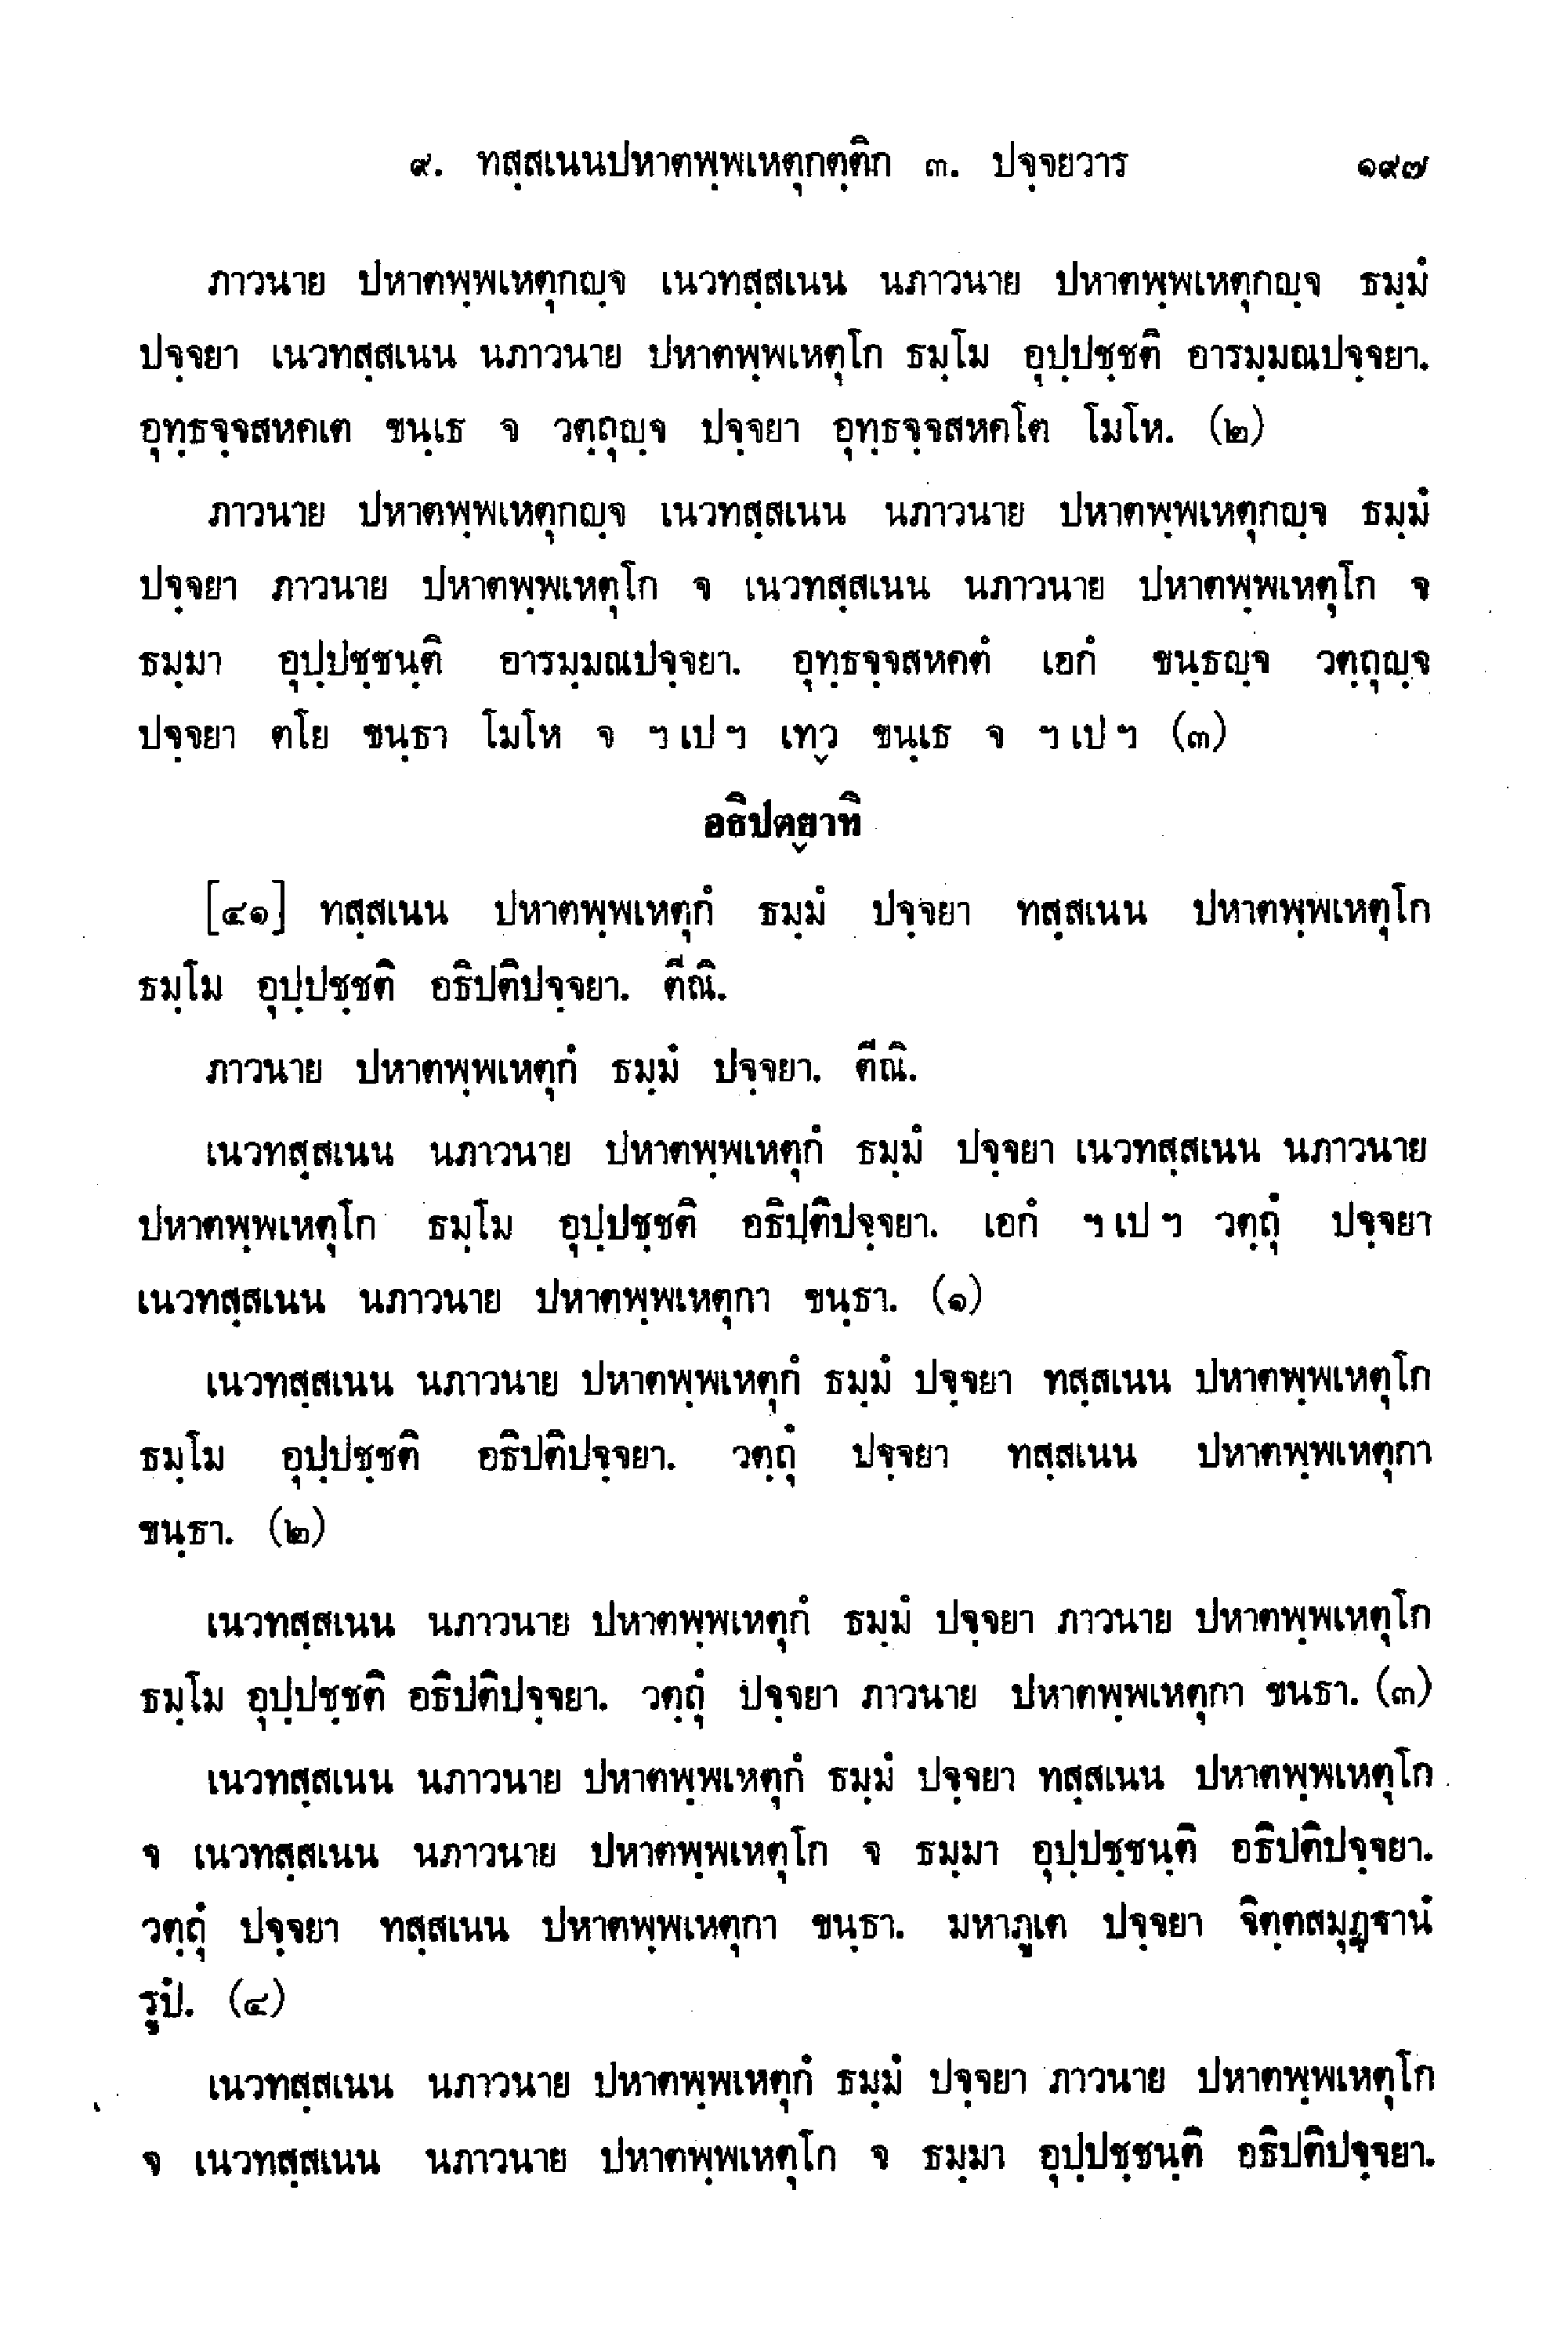 ๙. ทสฺสเนนปหาตพฺพเหตุกตฺติก ๓. ปจฺจยวาร ๑๙๗
ภาวนาย ปหาตพฺพเหตุกญฺจ เนวทสฺสเนน นภาวนาย ปหาตพฺพเหตุกญฺจ ธมฺมํ
ปจฺจยา เนวทสฺสเนน นภาวนาย ปหาตพฺพเหตุโก ธมฺโม อุปฺปชฺชติ อารมฺมณปจฺจยา.
อุทฺธจฺจสหคเต ขนฺเธ จ วตฺถุญฺจ ปจฺจยา อุทฺธจฺจสหคโต โมโห. (๒)
ภาวนาย ปหาตพฺพเหตุกญฺจ เนวทสฺสเนน นภาวนาย ปหาตพฺพเหตุกญฺจ ธมฺมํ
ปจฺจยา ภาวนาย ปหาตพฺพเหตุโก จ เนวทสฺสเนน นภาวนาย ปหาตพฺพเหตุโก จ
ธมฺมา อุปฺปชฺชนฺติ อารมฺมณปจฺจยา. อุทฺธจฺจสหคตํ เอกํ ขนฺธญฺจ วตฺถุญฺจ
ปจฺจยา ตโย ขนฺธา โมโห จ ฯ เป ฯ เทฺว ขนฺเธ จ ฯ เป ฯ (๓)
อธิปตฺยาทิ
[๔๑] ทสฺสเนน ปหาตพฺพเหตุกํ ธมฺมํ ปจฺจยา ทสฺสเนน ปหาตพฺพเหตุโก
ธมฺโม อุปฺปชฺชติ อธิปติปจฺจยา. ตีณิ.
ภาวนาย ปหาตพฺพเหตุกํ ธมฺมํ ปจฺจยา. ตีณิ.
เนวทสฺสเนน นภาวนาย ปหาตพฺพเหตุกํ ธมฺมํ ปจฺจยา เนวทสฺสเนน นภาวนาย
ปหาตพฺพเหตุโก ธมฺโม อุปฺปชฺชติ อธิปติปจฺจยา. เอกํ ฯ เป ฯ วตฺถุํ ปจฺจยา
เนวทสฺสเนน นภาวนาย ปหาตพฺพเหตุกา ขนฺธา. (๑)
เนวทสฺสเนน นภาวนาย ปหาตพฺพเหตุกํ ธมฺมํ ปจฺจยา ทสฺสเนน ปหาตพฺพเหตุโก
ธมฺโม อุปฺปชฺชติ อธิปติปจฺจยา. วตฺถุํ ปจฺจยา ทสฺสเนน ปหาตพฺพเหตุกา
ขนฺธา. (๒)
เนวทสฺสเนน นภาวนาย ปหาตพฺพเหตุกํ ธมฺมํ ปจฺจยา ภาวนาย ปหาตพฺพเหตุโก
ธมฺโม อุปฺปชฺชติ อธิปติปจฺจยา. วตฺถุํ ปจฺจยา ภาวนาย ปหาตพฺพเหตุกา ขนธา. (๓)
เนวทสฺสเนน นภาวนาย ปหาตพฺพเหตุกํ ธมฺมํ ปจฺจยา ทสฺสเนน ปหาตพฺพเหตุโก
จ เนวทสฺสเนน นภาวนาย ปหาตพฺพเหตุโก จ ธมฺมา อุปฺปชฺชนฺติ อธิปติปจฺจยา.
วตฺถุํ ปจฺจยา ทสฺสเนน ปหาตพฺพเหตุกา ขนฺธา. มหาภูเต ปจฺจยา จิตฺตสมุฏฺฐานํ
รูปํ. (๔)
เนวทสฺสเนน นภาวนาย ปหาตพฺพเหตุกํ ธมฺมํ ปจฺจยา ภาวนาย ปหาตพฺพเหตุโก
จ เนวทสฺสเนน นภาวนาย ปหาตพฺพเหตุโก จ ธมฺมา อุปฺปชฺชนฺติ อธิปติปจฺจยา.